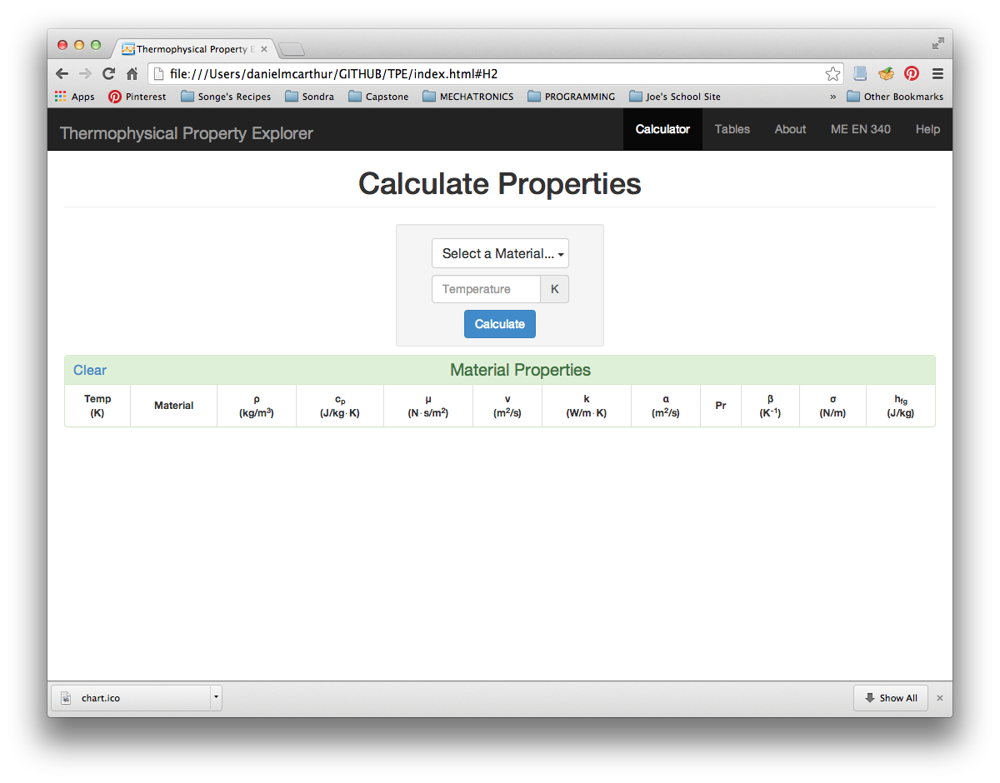 Thermophysical Property E
file:///Users/danielmcarthur/GITHUB/TPE/index.html#H2
Apps Pinterest Songe's Recipes Sondra Capstone MECHATRONICS PROGRAMMING Joe's School Site » Other Bookmarks
Thermophysical Property Explorer Calculator Tables About ME EN 340 Help
Calculate Properties
Select a Material...
Temperature K
Calculate
Clear Material Properties
Temp Material ρ cₚ μ ν k α Pr β σ h_fg
(K) (kg/m³) (J/kg·K) (N·s/m²) (m²/s) (W/m·K) (m²/s) (K⁻¹) (N/m) (J/kg)
chart.ico Show All